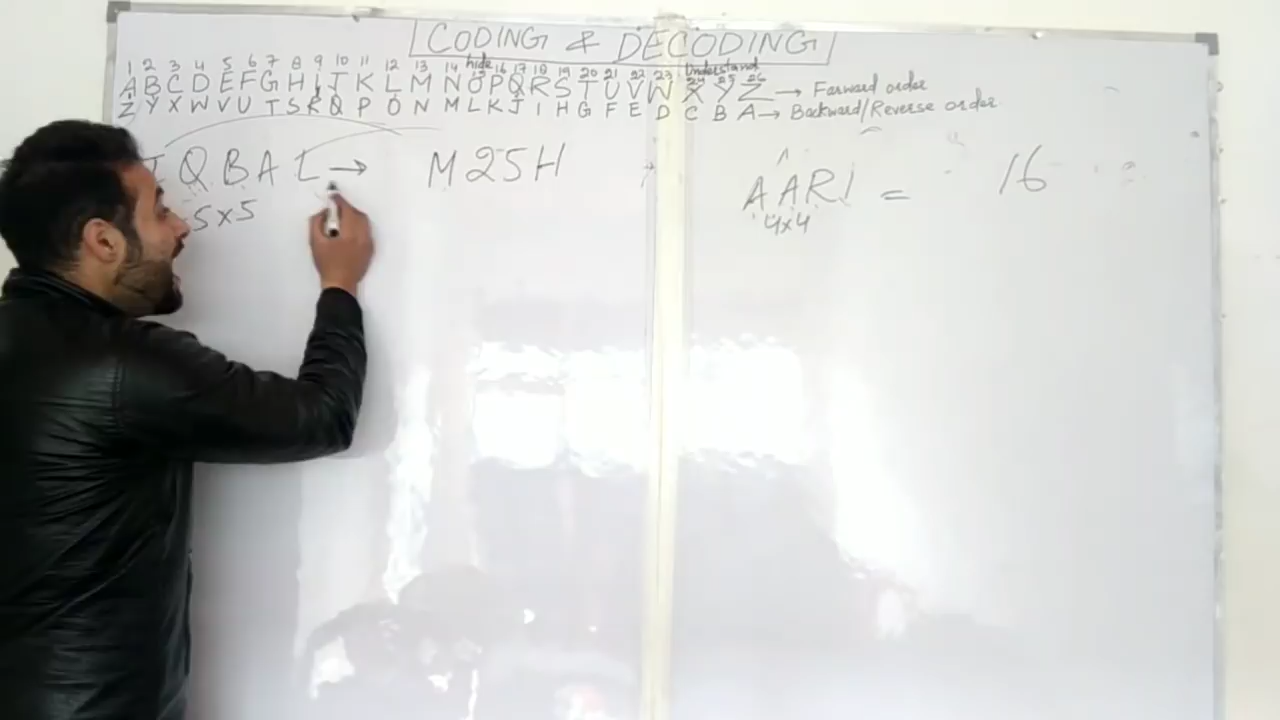 CODING & DECODING
hide Understand
1 2 3 4 5 6 7 8 9 10 11 12 13 14 15 16 17 18 19 20 21 22 23 24 25 26
A B C D E F G H I J K L M N O P Q R S T U V W X Y Z → Forward order
Z Y X W V U T S R Q P O N M L K J I H G F E D C B A → Backward/Reverse order
I Q B A L → M25H
5x5
AARI = 16
4x4